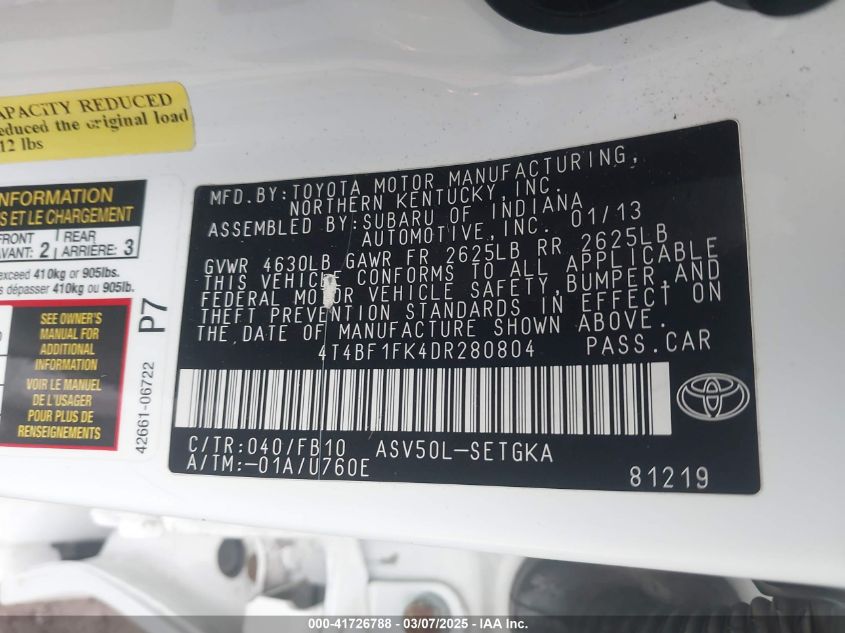 APACITY REDUCED
educed the original load
12 lbs
INFORMATION
S ET LE CHARGEMENT
FRONT
AVANT: 2
REAR
ARRIÈRE: 3
exceed 410kg or 905lbs.
s dépasser 410kg ou 905lb.
SEE OWNER'S
MANUAL FOR
ADDITIONAL
INFORMATION
VOIR LE MANUEL
DE L'USAGER
POUR PLUS DE
RENSEIGNEMENTS
P7
42661-06722
MFD.BY:TOYOTA MOTOR MANUFACTURING,
NORTHERN KENTUCKY,INC.
ASSEMBLED BY:SUBARU OF INDIANA
AUTOMOTIVE,INC. 01/13
GVWR 4630LB GAWR FR 2625LB RR 2625LB
THIS VEHICLE CONFORMS TO ALL APPLICABLE
FEDERAL MOTOR VEHICLE SAFETY,BUMPER,AND
THEFT PREVENTION STANDARDS IN EFFECT ON
THE DATE OF MANUFACTURE SHOWN ABOVE.
4T4BF1FK4DR280804 PASS.CAR
C/TR:040/FB10 ASV50L-SETGKA
A/TM:-01A/U760E
81219
00001-41726788 - 03/07/2025 - IAA Inc.